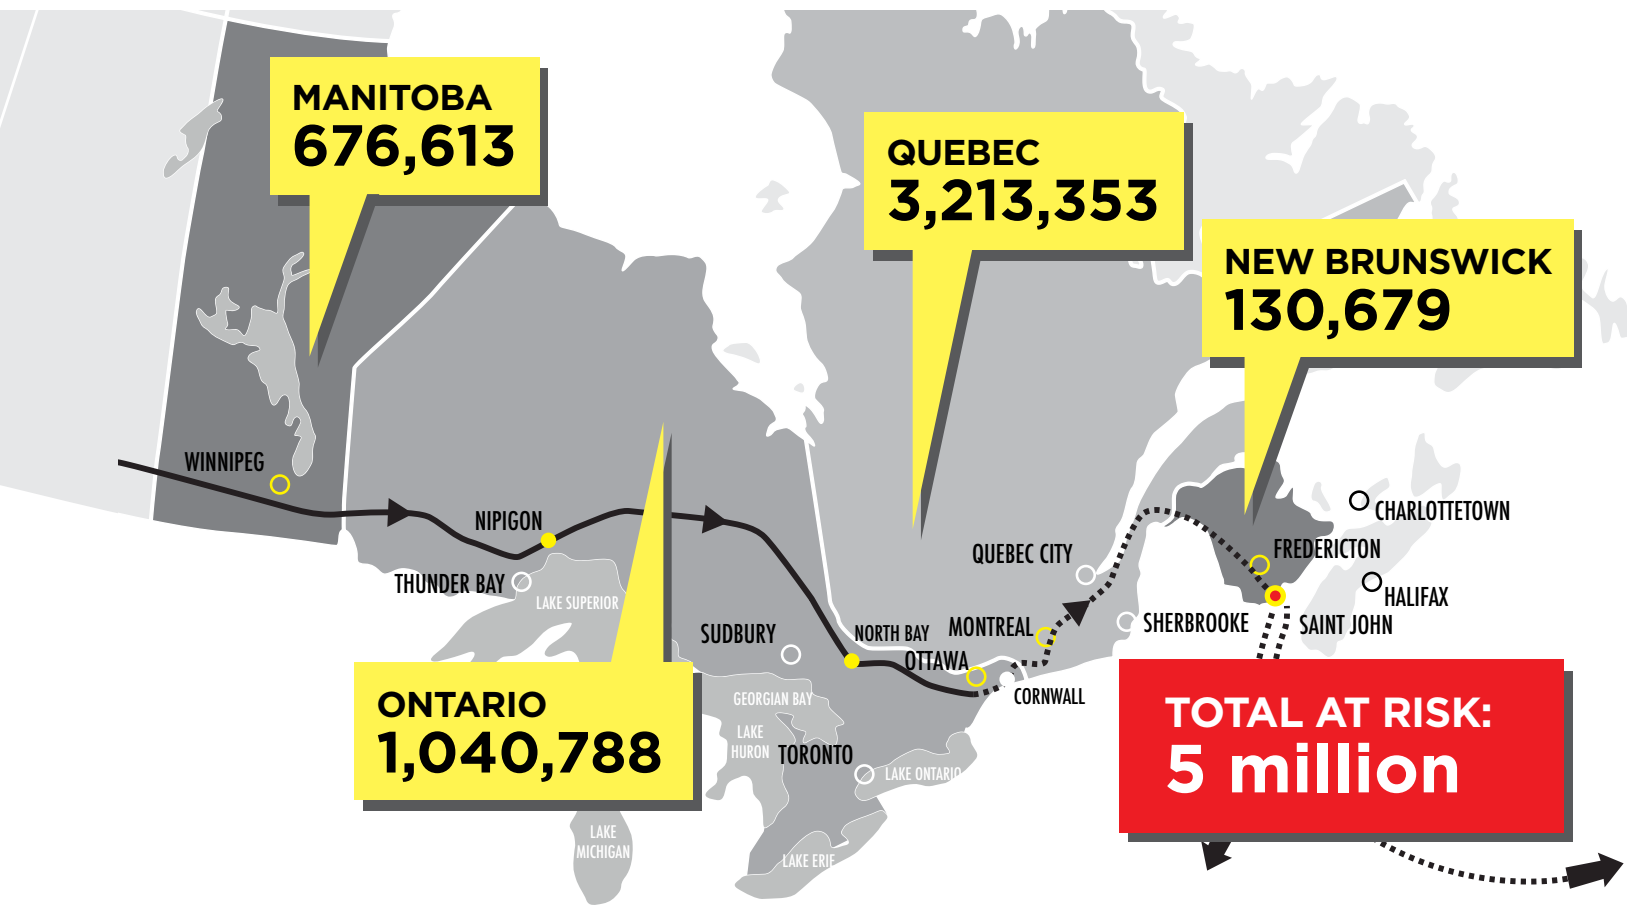 MANITOBA
676,613
QUEBEC
3,213,353
NEW BRUNSWICK
130,679
WINNIPEG
NIPIGON
THUNDER BAY
LAKE SUPERIOR
QUEBEC CITY
CHARLOTTETOWN
FREDERICTON
HALIFAX
SUDBURY
NORTH BAY
MONTREAL
SHERBROOKE
SAINT JOHN
OTTAWA
CORNWALL
ONTARIO
1,040,788
GEORGIAN BAY
LAKE
HURON
TORONTO
LAKE ONTARIO
TOTAL AT RISK:
5 million
LAKE
MICHIGAN
LAKE ERIE